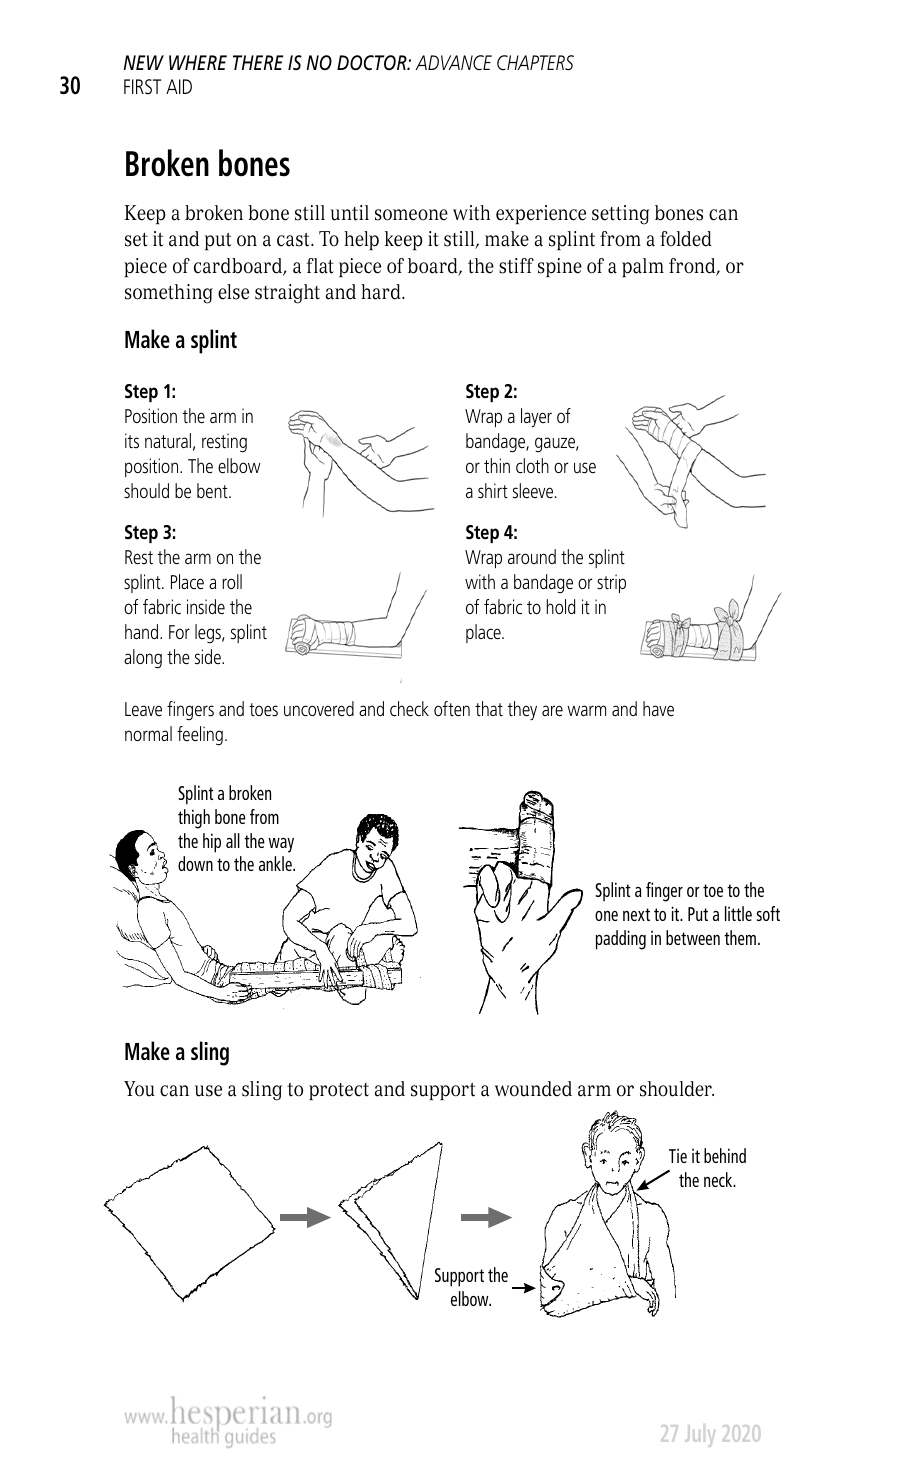 NEW WHERE THERE IS NO DOCTOR: ADVANCE CHAPTERS
30 FIRST AID
Broken bones
Keep a broken bone still until someone with experience setting bones can
set it and put on a cast. To help keep it still, make a splint from a folded
piece of cardboard, a flat piece of board, the stiff spine of a palm frond, or
something else straight and hard.
Make a splint
Step 1:
Position the arm in
its natural, resting
position. The elbow
should be bent.
Step 2:
Wrap a layer of
bandage, gauze,
or thin cloth or use
a shirt sleeve.
Step 3:
Rest the arm on the
splint. Place a roll
of fabric inside the
hand. For legs, splint
along the side.
Step 4:
Wrap around the splint
with a bandage or strip
of fabric to hold it in
place.
Leave fingers and toes uncovered and check often that they are warm and have
normal feeling.
Splint a broken
thigh bone from
the hip all the way
down to the ankle.
Splint a finger or toe to the
one next to it. Put a little soft
padding in between them.
Make a sling
You can use a sling to protect and support a wounded arm or shoulder.
Tie it behind
the neck.
Support the
elbow.
www.hesperian.org
health guides
27 July 2020